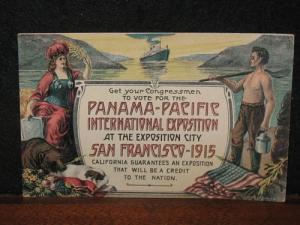 Get your Congressmen
TO VOTE FOR THE
PANAMA-PACIFIC
INTERNATIONAL EXPOSITION
AT THE EXPOSITION CITY
SAN FRANCISCO-1915
CALIFORNIA GUARANTEES AN EXPOSITION
THAT WILL BE A CREDIT
TO THE NATION.